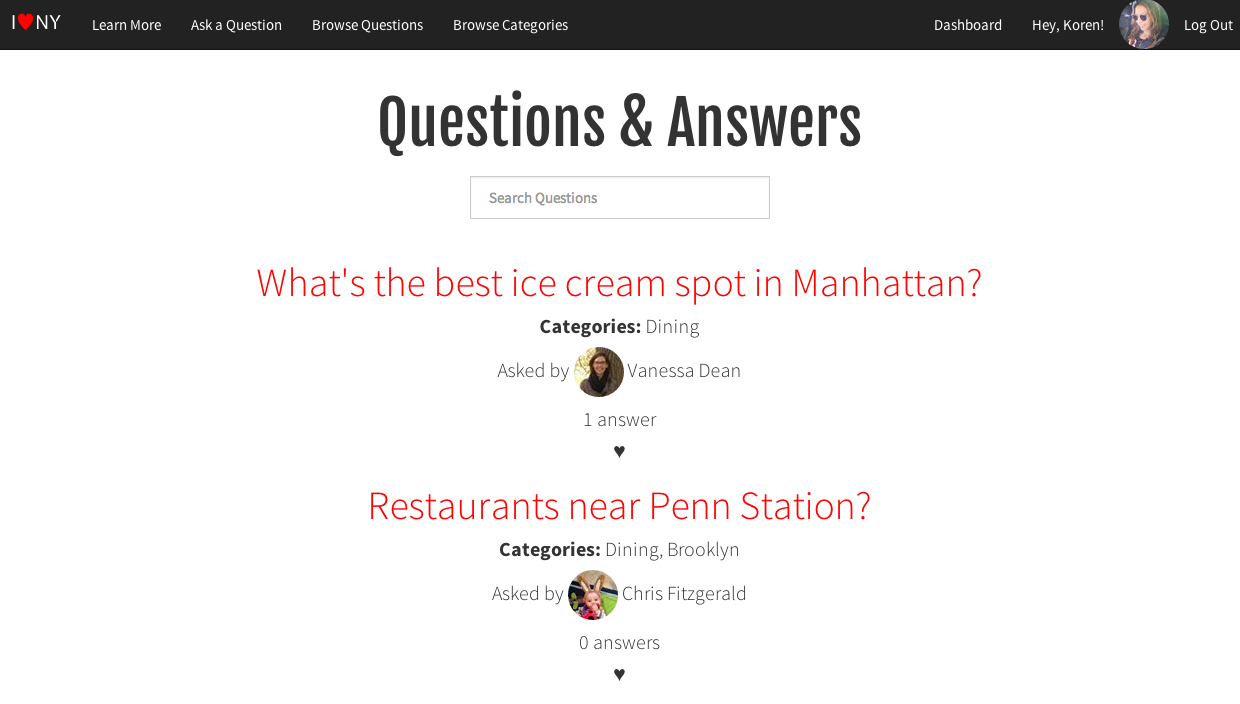 I♥NY Learn More Ask a Question Browse Questions Browse Categories Dashboard Hey, Koren! Log Out
Questions & Answers
Search Questions
What's the best ice cream spot in Manhattan?
Categories: Dining
Asked by Vanessa Dean
1 answer
♥
Restaurants near Penn Station?
Categories: Dining, Brooklyn
Asked by Chris Fitzgerald
0 answers
♥